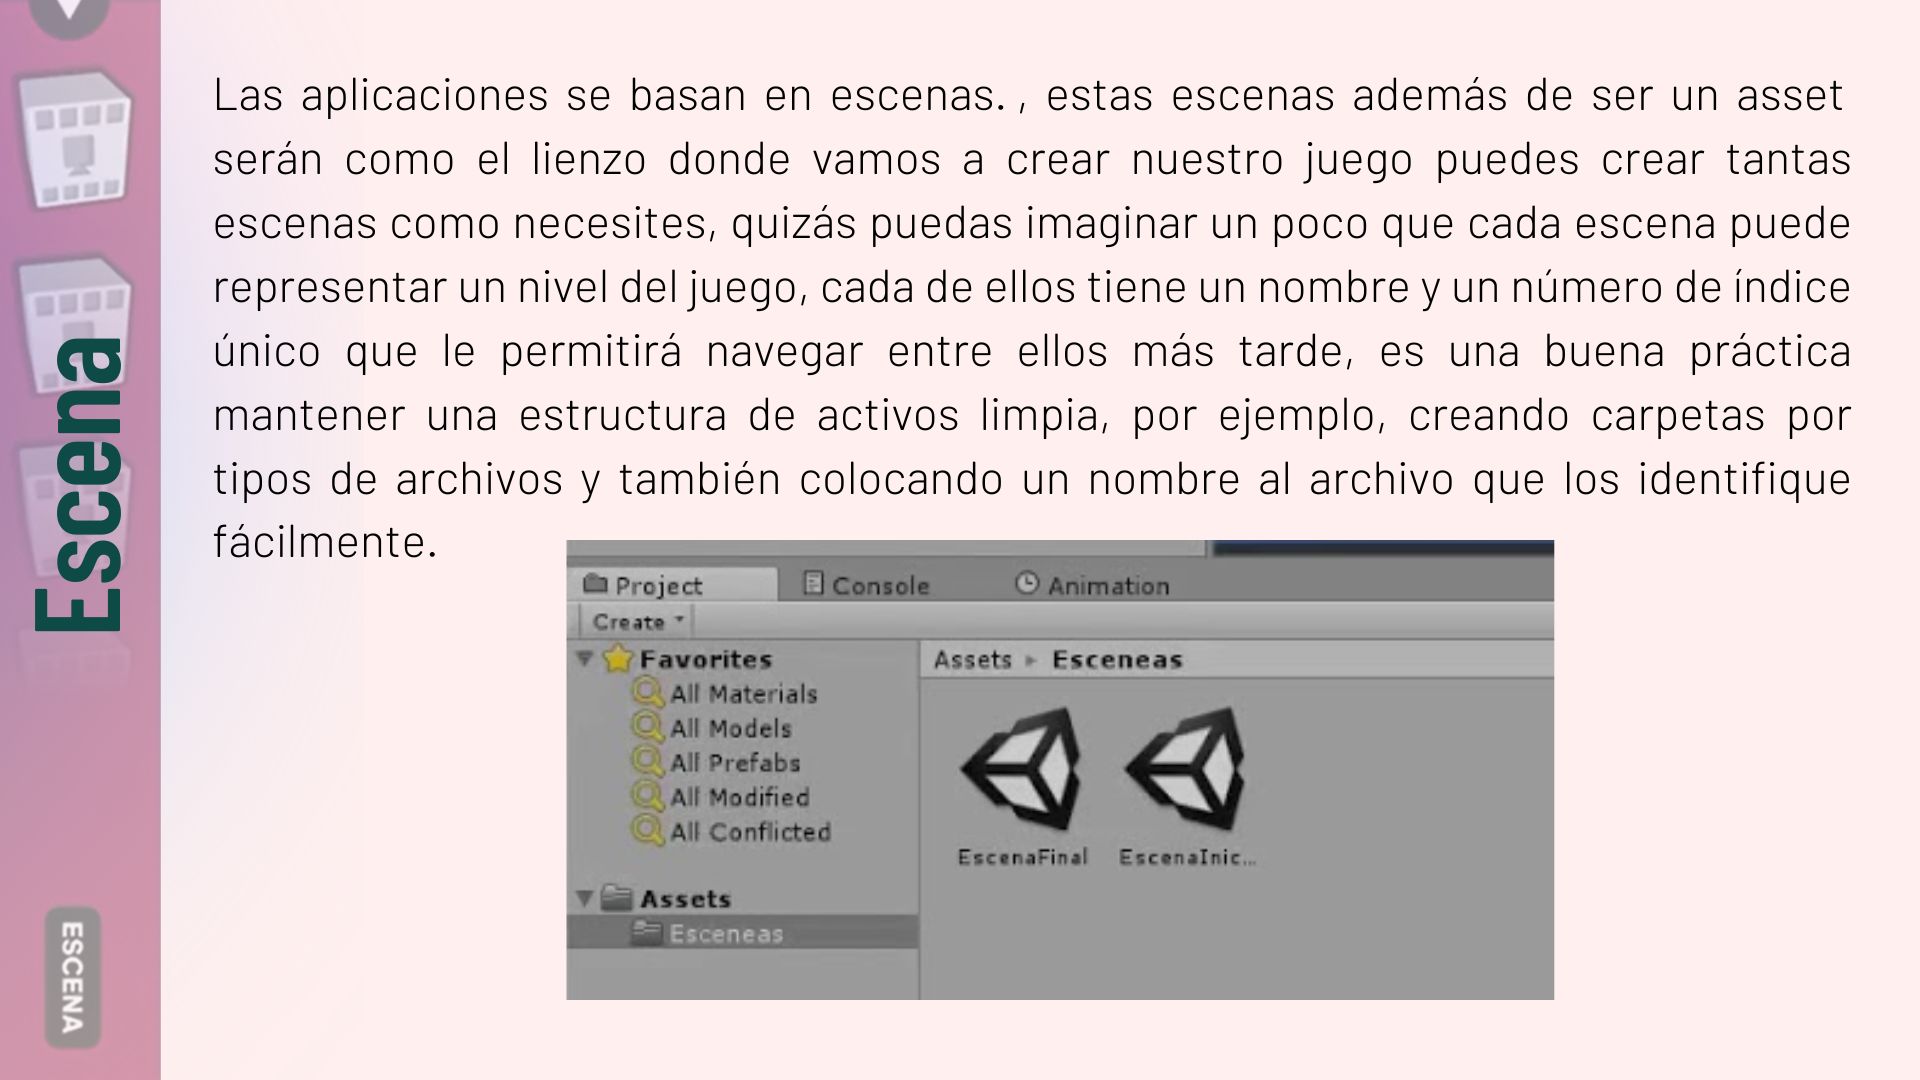 Escena
ESCENA
Las aplicaciones se basan en escenas. , estas escenas además de ser un asset
serán como el lienzo donde vamos a crear nuestro juego puedes crear tantas
escenas como necesites, quizás puedas imaginar un poco que cada escena puede
representar un nivel del juego, cada de ellos tiene un nombre y un número de índice
único que le permitirá navegar entre ellos más tarde, es una buena práctica
mantener una estructura de activos limpia, por ejemplo, creando carpetas por
tipos de archivos y también colocando un nombre al archivo que los identifique
fácilmente.
Project Console Animation
Create
Favorites
All Materials
All Models
All Prefabs
All Modified
All Conflicted
Assets
Esceneas
Assets Esceneas
EscenaFinal EscenaInic...